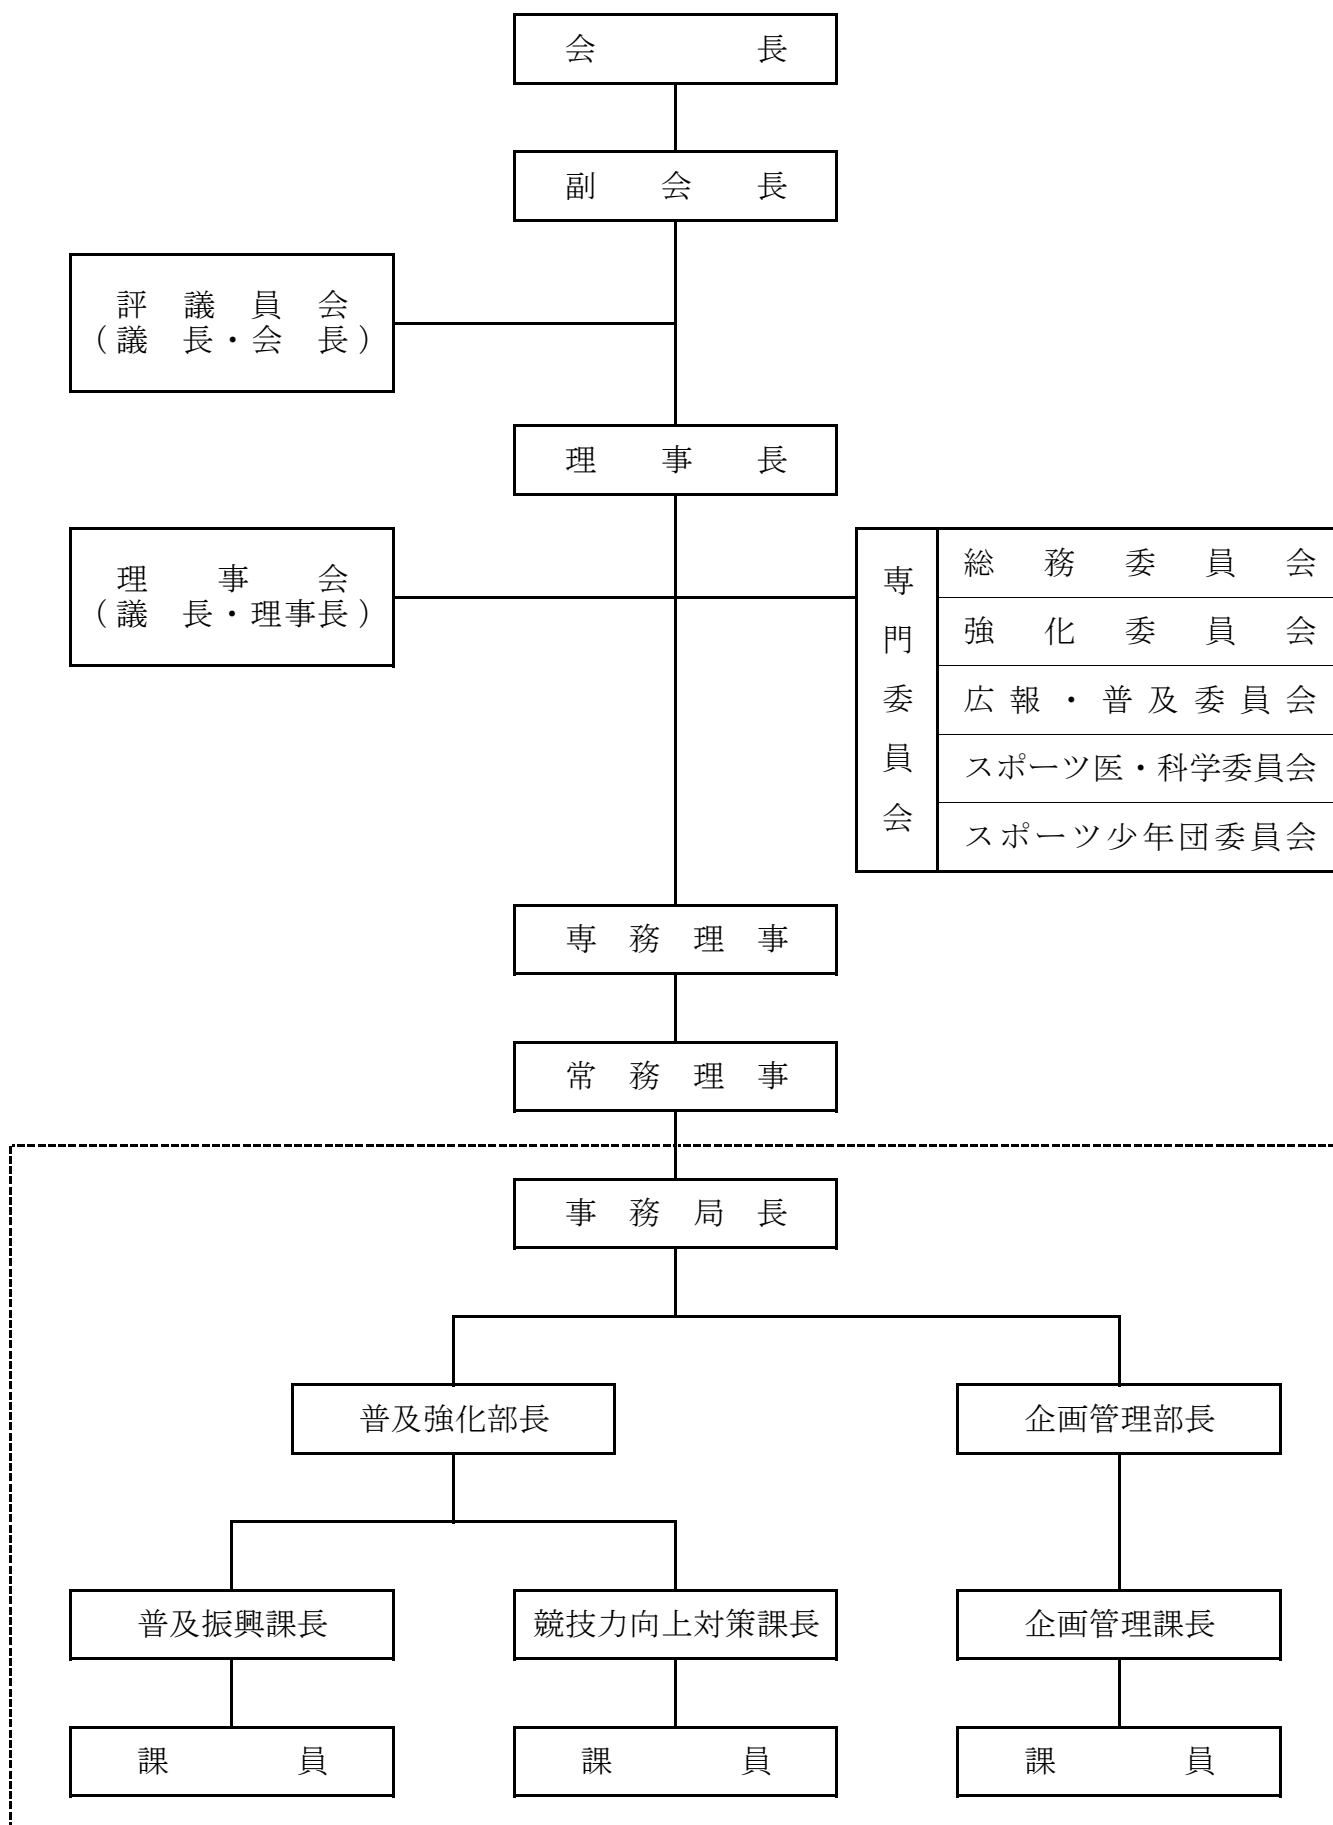 会長
副会長
評議員会
（議長・会長）
理事長
理事会
（議長・理事長）
専門委員会
総務委員会
強化委員会
広報・普及委員会
スポーツ医・科学委員会
スポーツ少年団委員会
専務理事
常務理事
事務局長
普及強化部長
企画管理部長
普及振興課長
競技力向上対策課長
企画管理課長
課員
課員
課員